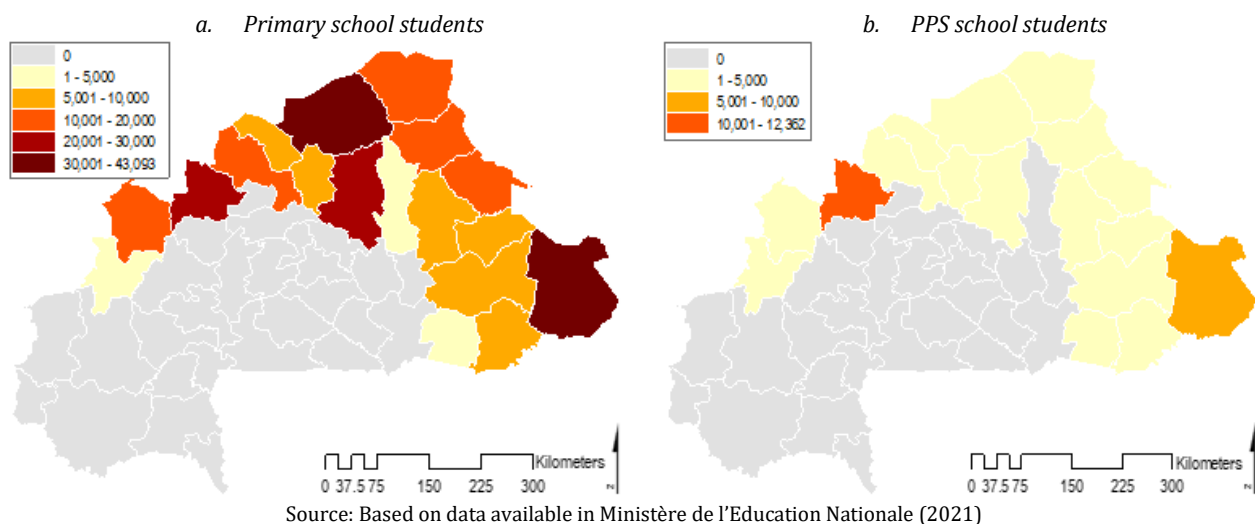 a. Primary school students
0
1 - 5,000
5,001 - 10,000
10,001 - 20,000
20,001 - 30,000
30,001 - 43,093
Kilometers
0 37.5 75 150 225 300
N
b. PPS school students
0
1 - 5,000
5,001 - 10,000
10,001 - 12,362
Kilometers
0 37.5 75 150 225 300
N
Source: Based on data available in Ministère de l'Education Nationale (2021)